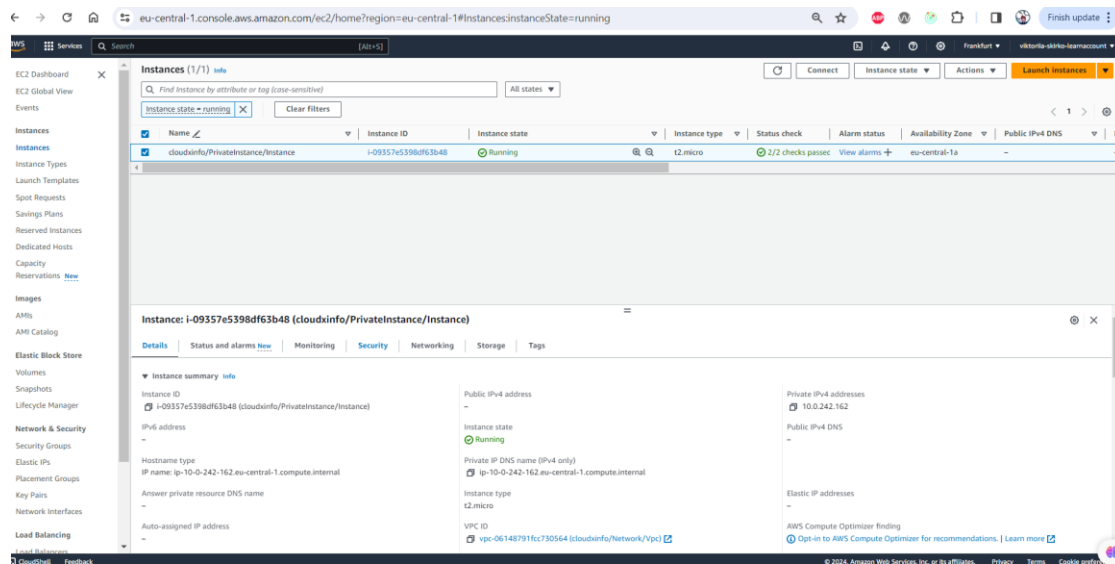 eu-central-1.console.aws.amazon.com/ec2/home?region=eu-central-1#Instances:instanceState=running
ABP
Finish update
aws
Services
Search
[Alt+S]
Frankfurt
viktoriia-skirko-learnaccount
EC2 Dashboard
EC2 Global View
Events
Instances
Instances
Instance Types
Launch Templates
Spot Requests
Savings Plans
Reserved Instances
Dedicated Hosts
Capacity
Reservations New
Images
AMIs
AMI Catalog
Elastic Block Store
Volumes
Snapshots
Lifecycle Manager
Network & Security
Security Groups
Elastic IPs
Placement Groups
Key Pairs
Network Interfaces
Load Balancing
Load Balancers
Instances (1/1) Info
Connect
Instance state
Actions
Launch instances
Find Instance by attribute or tag (case-sensitive)
All states
Instance state = running
Clear filters
1
Name Instance ID Instance state Instance type Status check Alarm status Availability Zone Public IPv4 DNS
cloudxinfo/PrivateInstance/Instance i-09357e5398df63b48 Running t2.micro 2/2 checks passec View alarms + eu-central-1a –
Instance: i-09357e5398df63b48 (cloudxinfo/PrivateInstance/Instance)
Details Status and alarms New Monitoring Security Networking Storage Tags
Instance summary Info
Instance ID
i-09357e5398df63b48 (cloudxinfo/PrivateInstance/Instance)
Public IPv4 address
–
Private IPv4 addresses
10.0.242.162
IPv6 address
–
Instance state
Running
Public IPv4 DNS
–
Hostname type
IP name: ip-10-0-242-162.eu-central-1.compute.internal
Private IP DNS name (IPv4 only)
ip-10-0-242-162.eu-central-1.compute.internal
Answer private resource DNS name
–
Instance type
t2.micro
Elastic IP addresses
–
Auto-assigned IP address
–
VPC ID
vpc-06148791fcc730564 (cloudxinfo/Network/Vpc)
AWS Compute Optimizer finding
Opt-in to AWS Compute Optimizer for recommendations. | Learn more
CloudShell Feedback
© 2024, Amazon Web Services, Inc. or its affiliates. Privacy Terms Cookie prefere